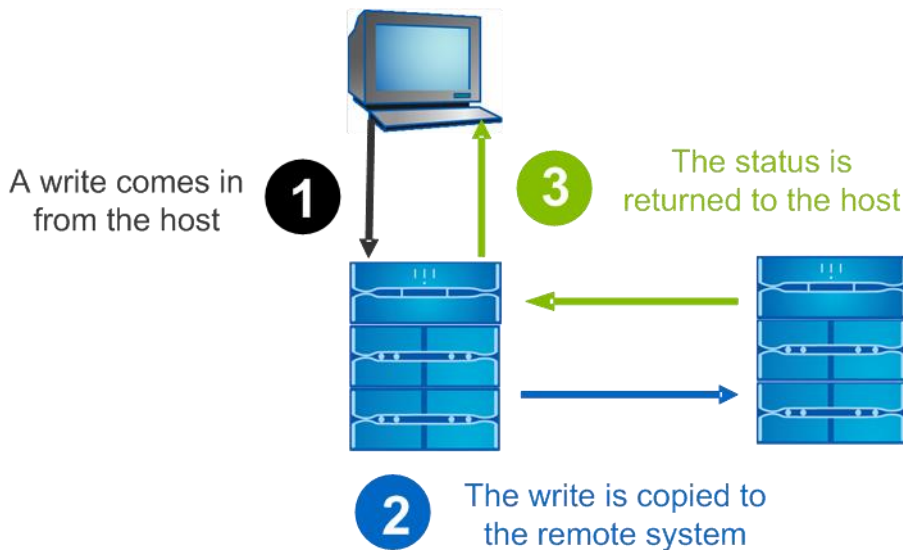 A write comes in
from the host
1
3
The status is
returned to the host
2
The write is copied to
the remote system